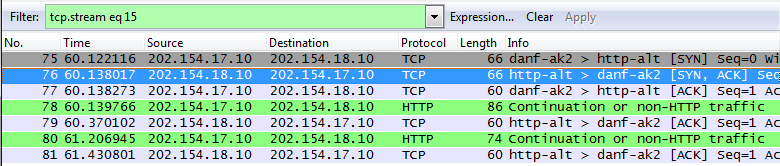 Filter: tcp.stream eq 15 Expression... Clear Apply
No. Time Source Destination Protocol Length Info
75 60.122116 202.154.17.10 202.154.18.10 TCP 66 danf-ak2 > http-alt [SYN] Seq=0 Wi
76 60.138017 202.154.18.10 202.154.17.10 TCP 66 http-alt > danf-ak2 [SYN, ACK] Seq
77 60.138273 202.154.17.10 202.154.18.10 TCP 60 danf-ak2 > http-alt [ACK] Seq=1 Ac
78 60.139766 202.154.17.10 202.154.18.10 HTTP 86 Continuation or non-HTTP traffic
79 60.370102 202.154.18.10 202.154.17.10 TCP 60 http-alt > danf-ak2 [ACK] Seq=1 Ac
80 61.206945 202.154.17.10 202.154.18.10 HTTP 74 Continuation or non-HTTP traffic
81 61.430801 202.154.18.10 202.154.17.10 TCP 60 http-alt > danf-ak2 [ACK] Seq=1 Ac